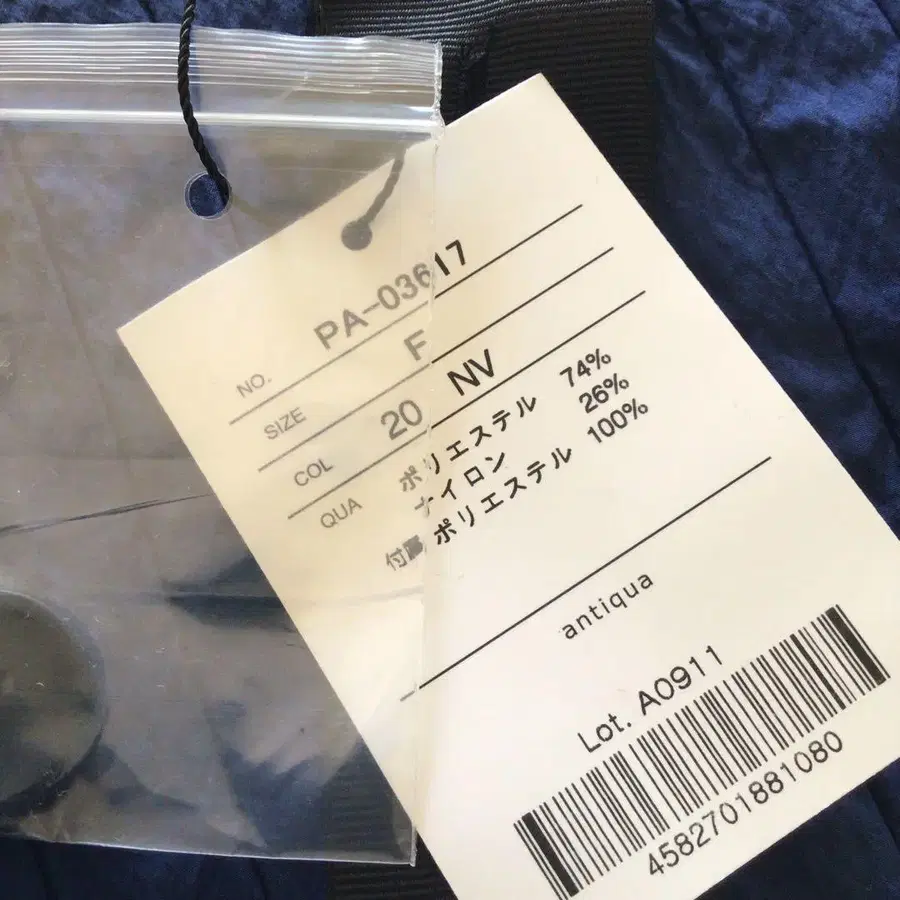 NO. PA-03617
SIZE F
COL 20 NV
QUA ポリエステル 74%
ナイロン 26%
付属 ポリエステル 100%
antiqua
Lot. A0911
4582701881080